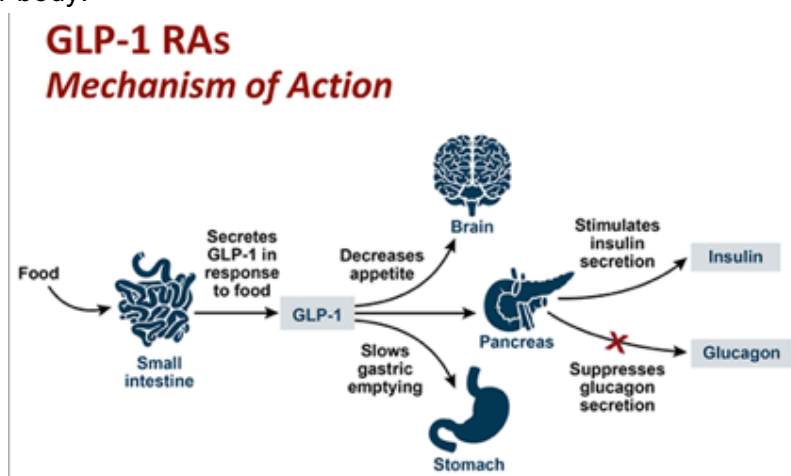 body.
GLP-1 RAs
Mechanism of Action
Brain
Secretes
GLP-1 in
response
to food
Decreases
appetite
Stimulates
insulin
secretion
Insulin
Food
GLP-1
Pancreas
Small
intestine
Slows
gastric
emptying
Glucagon
Suppresses
glucagon
secretion
Stomach